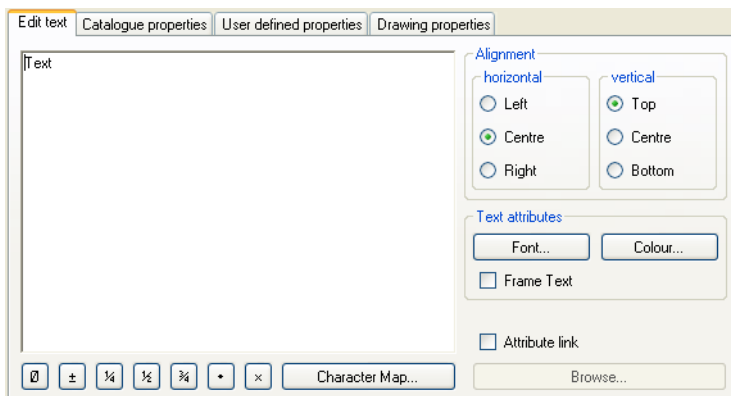 Edit text Catalogue properties User defined properties Drawing properties
Text
Alignment
horizontal vertical
Left Top
Centre Centre
Right Bottom
Text attributes
Font... Colour...
Frame Text
Attribute link
Ø ± ¼ ½ ¾ • × Character Map... Browse...